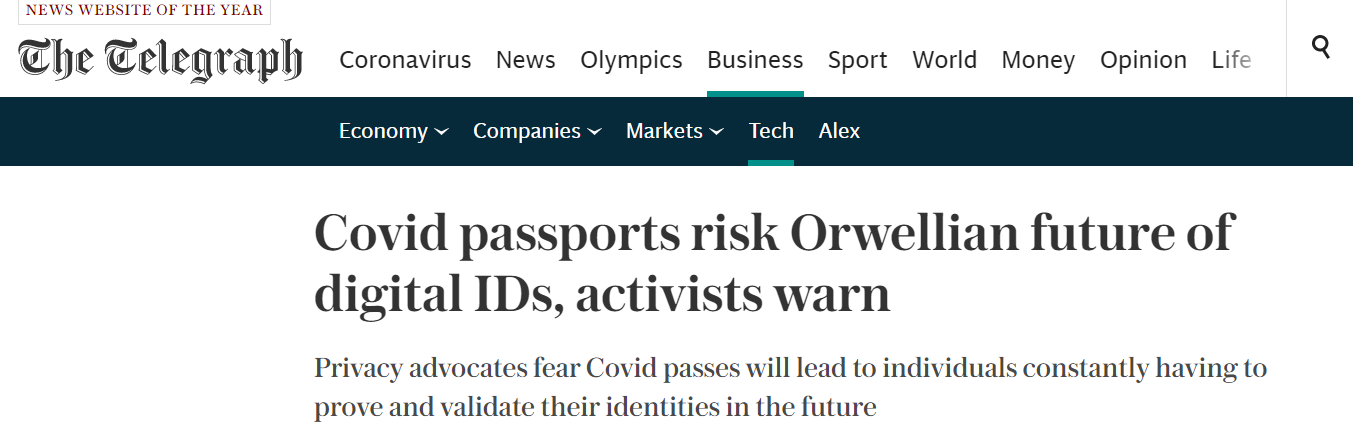 NEWS WEBSITE OF THE YEAR
The Telegraph
Coronavirus News Olympics Business Sport World Money Opinion Life
Economy Companies Markets Tech Alex
Covid passports risk Orwellian future of
digital IDs, activists warn
Privacy advocates fear Covid passes will lead to individuals constantly having to
prove and validate their identities in the future